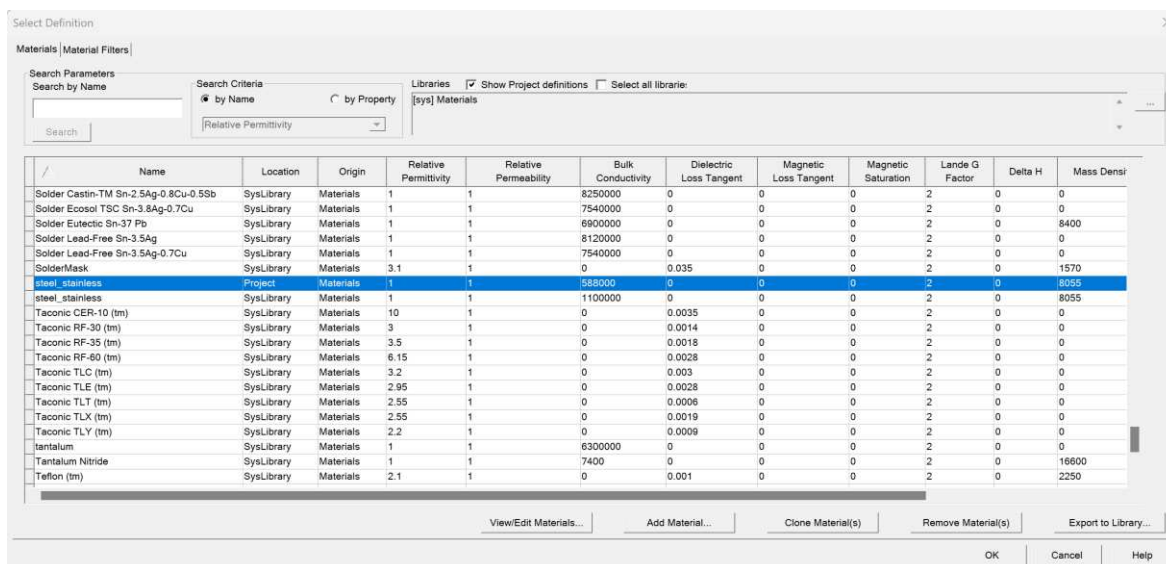 Select Definition
Materials Material Filters
Search Parameters
Search by Name
Search
Search Criteria
by Name by Property
Relative Permittivity
Libraries Show Project definitions Select all libraries
[sys] Materials
...
/ Name Location Origin Relative Permittivity Relative Permeability Bulk Conductivity Dielectric Loss Tangent Magnetic Loss Tangent Magnetic Saturation Lande G Factor Delta H Mass Densi
Solder Castin-TM Sn-2.5Ag-0.8Cu-0.5Sb SysLibrary Materials 1 1 8250000 0 0 0 2 0 0
Solder Ecosol TSC Sn-3.8Ag-0.7Cu SysLibrary Materials 1 1 7540000 0 0 0 2 0 0
Solder Eutectic Sn-37 Pb SysLibrary Materials 1 1 6900000 0 0 0 2 0 8400
Solder Lead-Free Sn-3.5Ag SysLibrary Materials 1 1 8120000 0 0 0 2 0 0
Solder Lead-Free Sn-3.5Ag-0.7Cu SysLibrary Materials 1 1 7540000 0 0 0 2 0 0
SolderMask SysLibrary Materials 3.1 1 0 0.035 0 0 2 0 1570
steel_stainless Project Materials 1 1 588000 0 0 0 2 0 8055
steel_stainless SysLibrary Materials 1 1 1100000 0 0 0 2 0 8055
Taconic CER-10 (tm) SysLibrary Materials 10 1 0 0.0035 0 0 2 0 0
Taconic RF-30 (tm) SysLibrary Materials 3 1 0 0.0014 0 0 2 0 0
Taconic RF-35 (tm) SysLibrary Materials 3.5 1 0 0.0018 0 0 2 0 0
Taconic RF-60 (tm) SysLibrary Materials 6.15 1 0 0.0028 0 0 2 0 0
Taconic TLC (tm) SysLibrary Materials 3.2 1 0 0.003 0 0 2 0 0
Taconic TLE (tm) SysLibrary Materials 2.95 1 0 0.0028 0 0 2 0 0
Taconic TLT (tm) SysLibrary Materials 2.55 1 0 0.0006 0 0 2 0 0
Taconic TLX (tm) SysLibrary Materials 2.55 1 0 0.0019 0 0 2 0 0
Taconic TLY (tm) SysLibrary Materials 2.2 1 0 0.0009 0 0 2 0 0
tantalum SysLibrary Materials 1 1 6300000 0 0 0 2 0 0
Tantalum Nitride SysLibrary Materials 1 1 7400 0 0 0 2 0 16600
Teflon (tm) SysLibrary Materials 2.1 1 0 0.001 0 0 2 0 2250
View/Edit Materials... Add Material... Clone Material(s) Remove Material(s) Export to Library...
OK Cancel Help